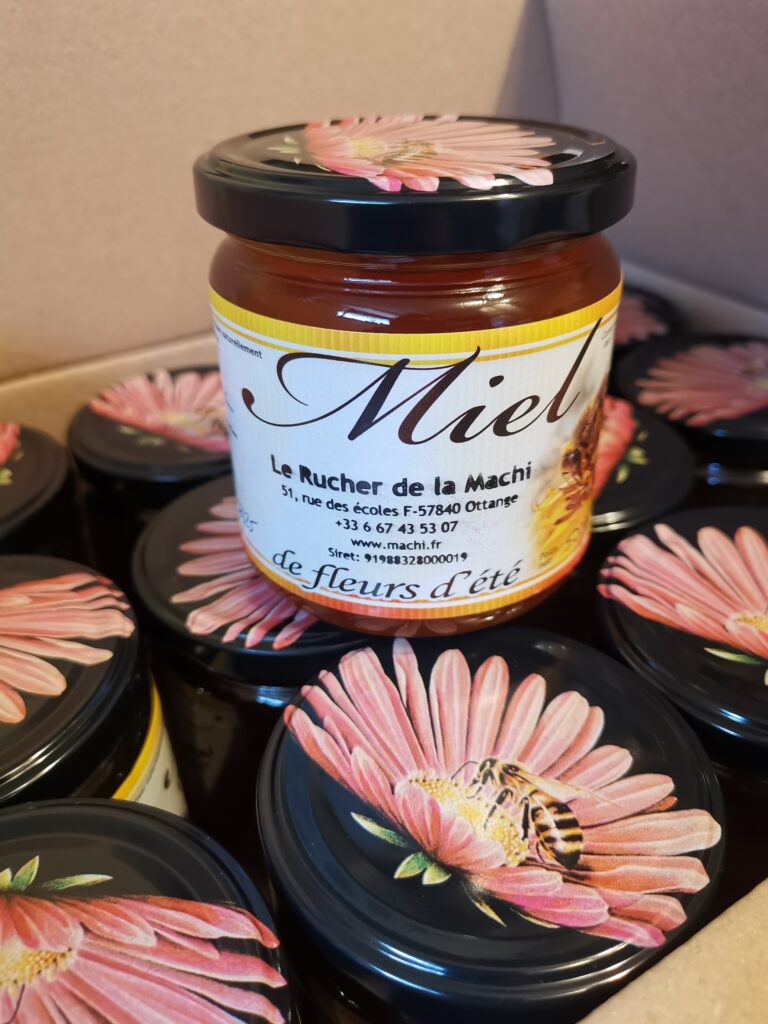 naturellement
Miel
Le Rucher de la Machi
51, rue des écoles F-57840 Ottange
+33 6 67 43 53 07
www.machi.fr
Siret: 91988328000019
de fleurs d'été